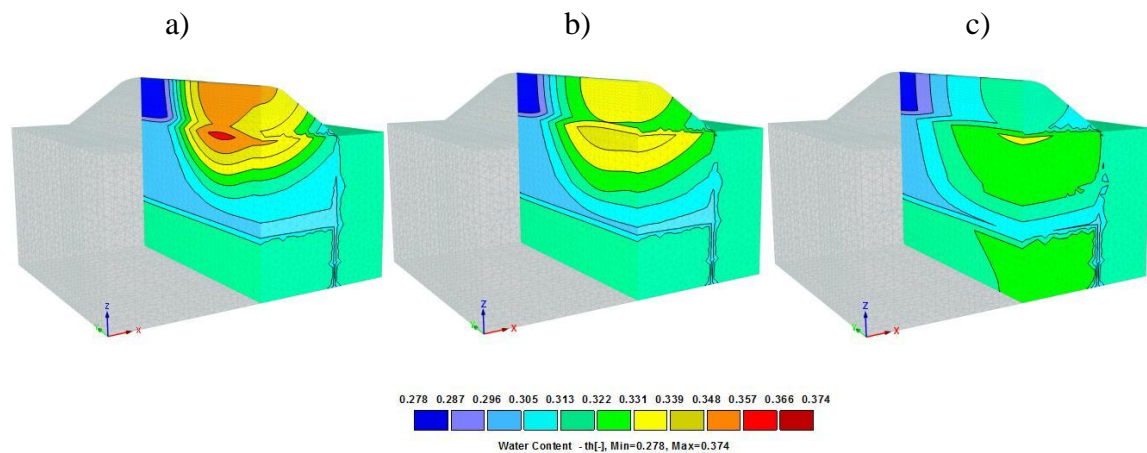 a) b) c)
z
Y X
Z
Y X
Z
Y X
0.278 0.287 0.296 0.305 0.313 0.322 0.331 0.339 0.348 0.357 0.366 0.374
Water Content - th[-], Min=0.278, Max=0.374